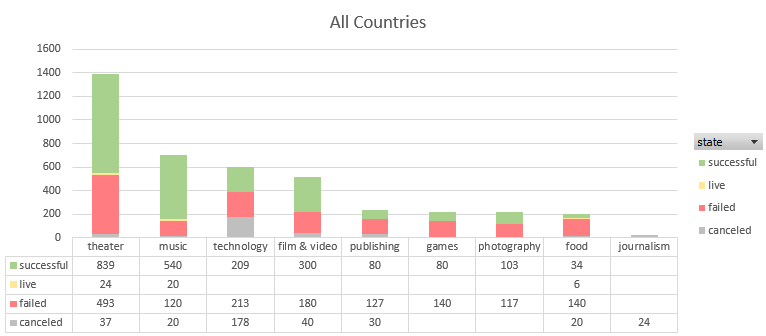 All Countries
1600
1400
1200
1000
800
600
400
200
0
state
successful
live
failed
canceled
theater music technology film & video publishing games photography food journalism
successful 839 540 209 300 80 80 103 34
live 24 20 6
failed 493 120 213 180 127 140 117 140
canceled 37 20 178 40 30 20 24